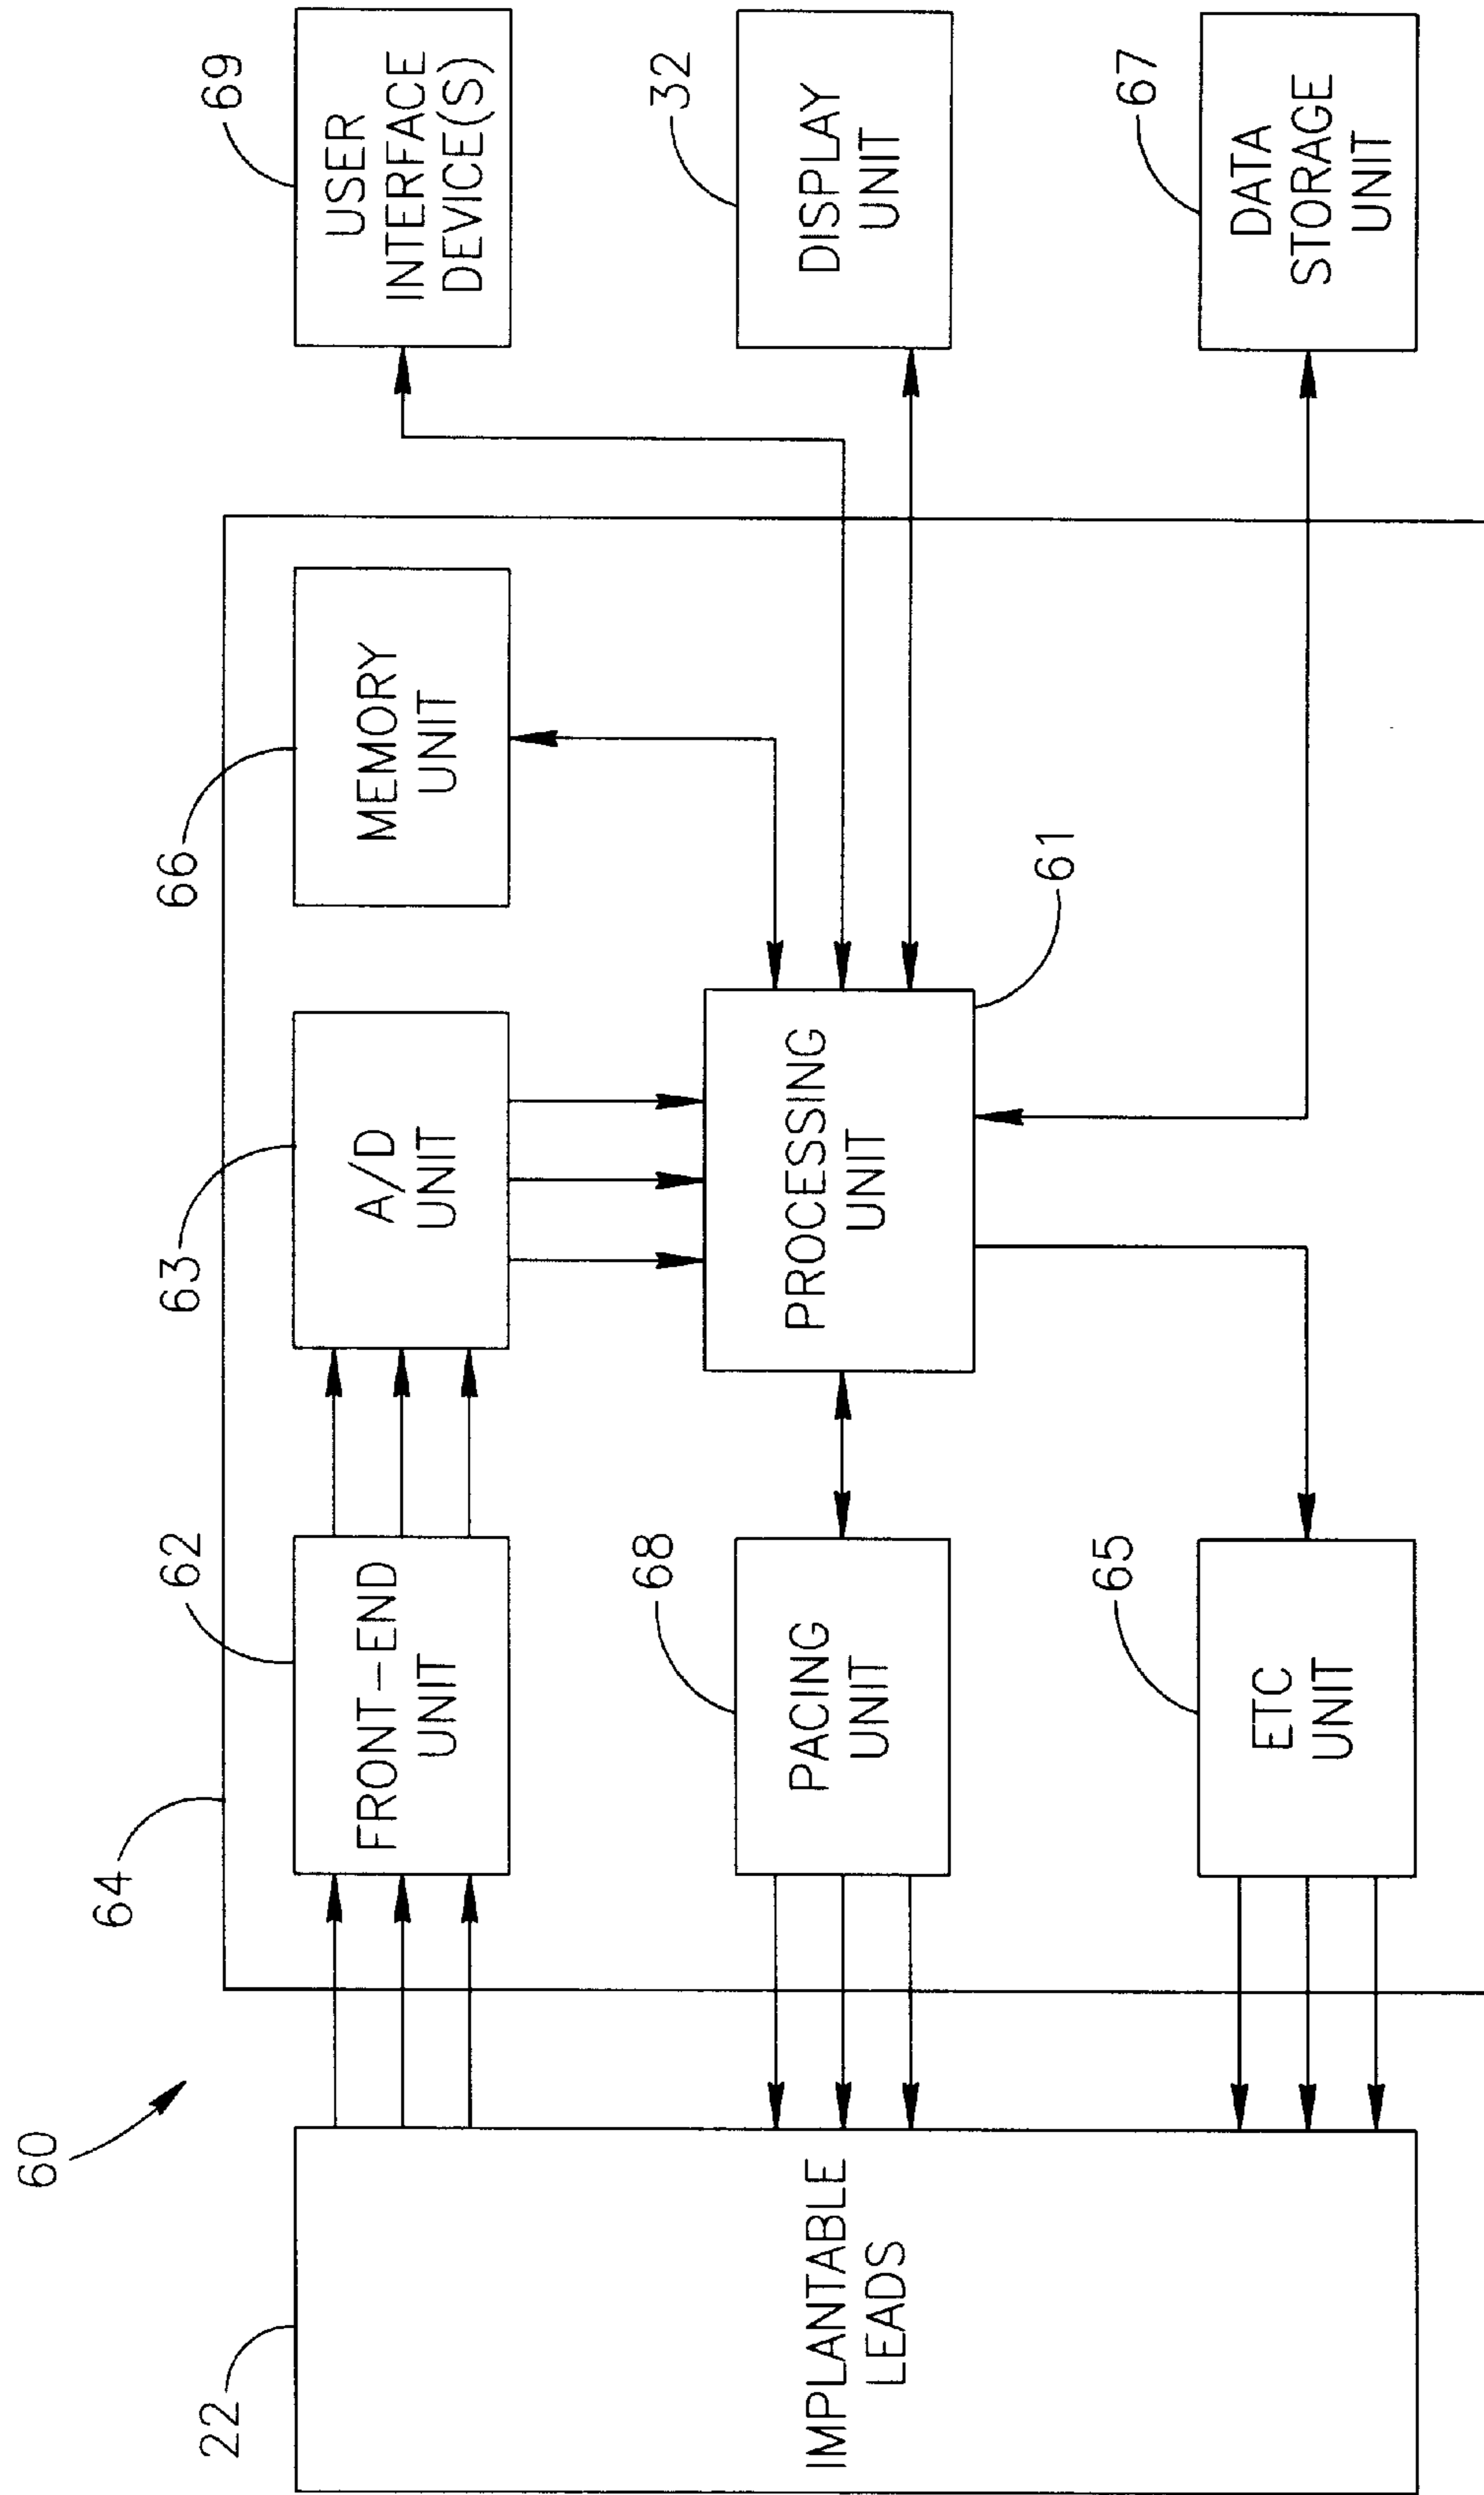 60
64
22
IMPLANTABLE
LEADS
62
FRONT-END
UNIT
63
A/D
UNIT
66
MEMORY
UNIT
69
USER
INTERFACE
DEVICE(S)
68
PACING
UNIT
PROCESSING
UNIT
61
32
DISPLAY
UNIT
65
ETC
UNIT
67
DATA
STORAGE
UNIT